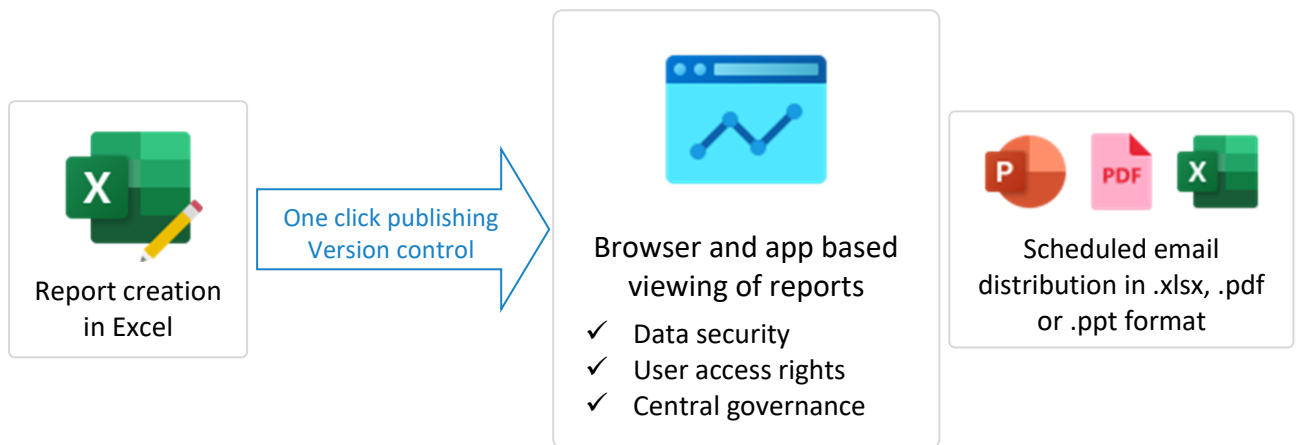 X
Report creation
in Excel
One click publishing
Version control
Browser and app based
viewing of reports
✓ Data security
✓ User access rights
✓ Central governance
P
PDF
X
Scheduled email
distribution in .xlsx, .pdf
or .ppt format